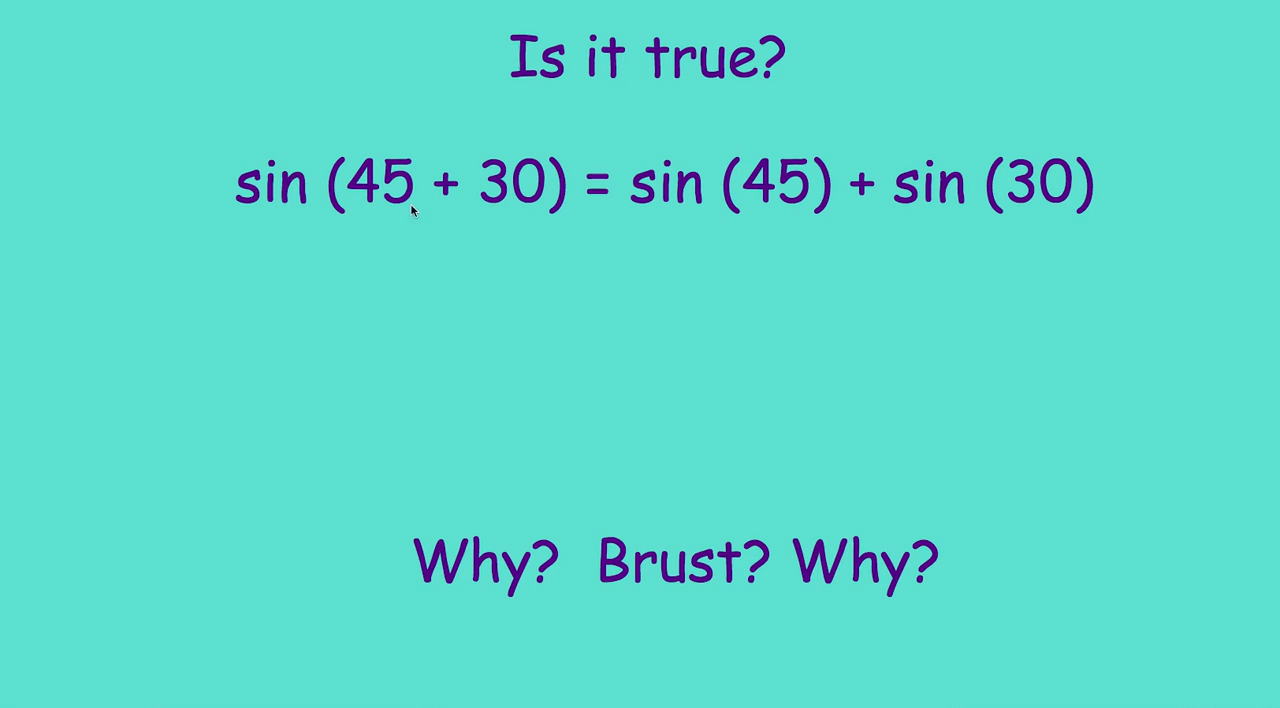 Is it true?
sin (45 + 30) = sin (45) + sin (30)
Why? Brust? Why?